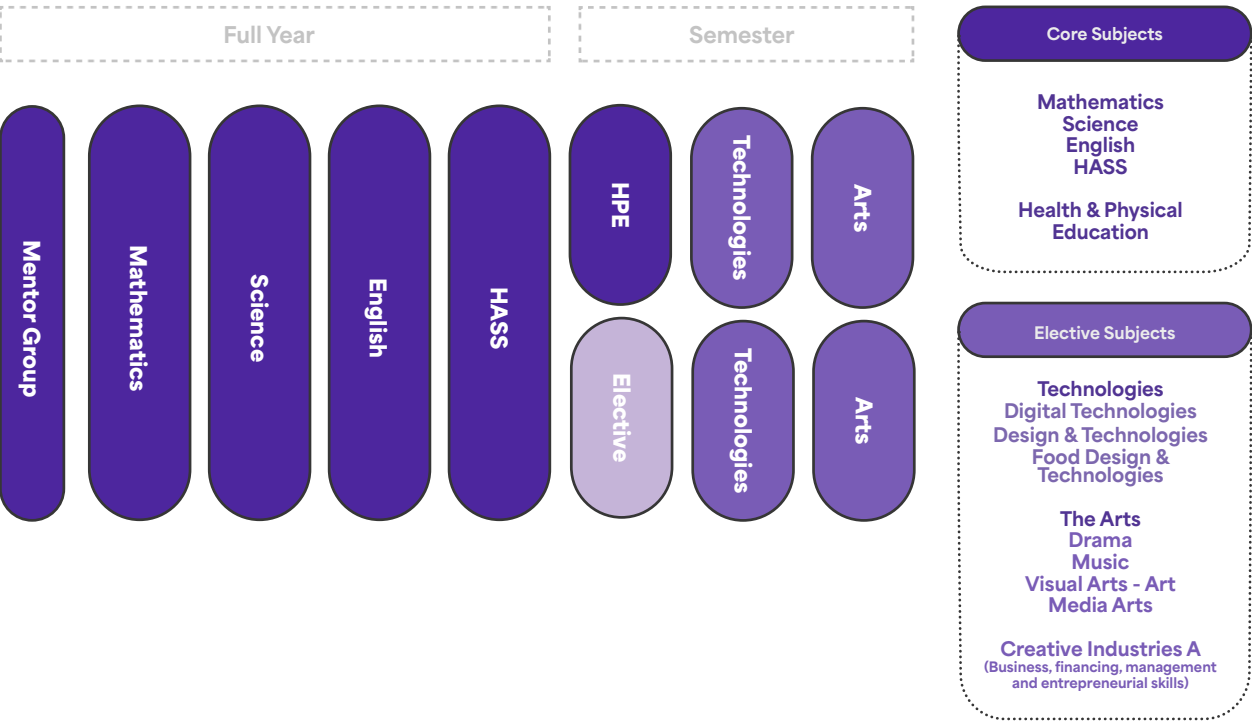 Full Year
Semester
Mentor Group
Mathematics
Science
English
HASS
HPE
Technologies
Arts
Elective
Technologies
Arts
Core Subjects
Mathematics
Science
English
HASS
Health & Physical
Education
Elective Subjects
Technologies
Digital Technologies
Design & Technologies
Food Design &
Technologies
The Arts
Drama
Music
Visual Arts - Art
Media Arts
Creative Industries A
(Business, financing, management
and entrepreneurial skills)